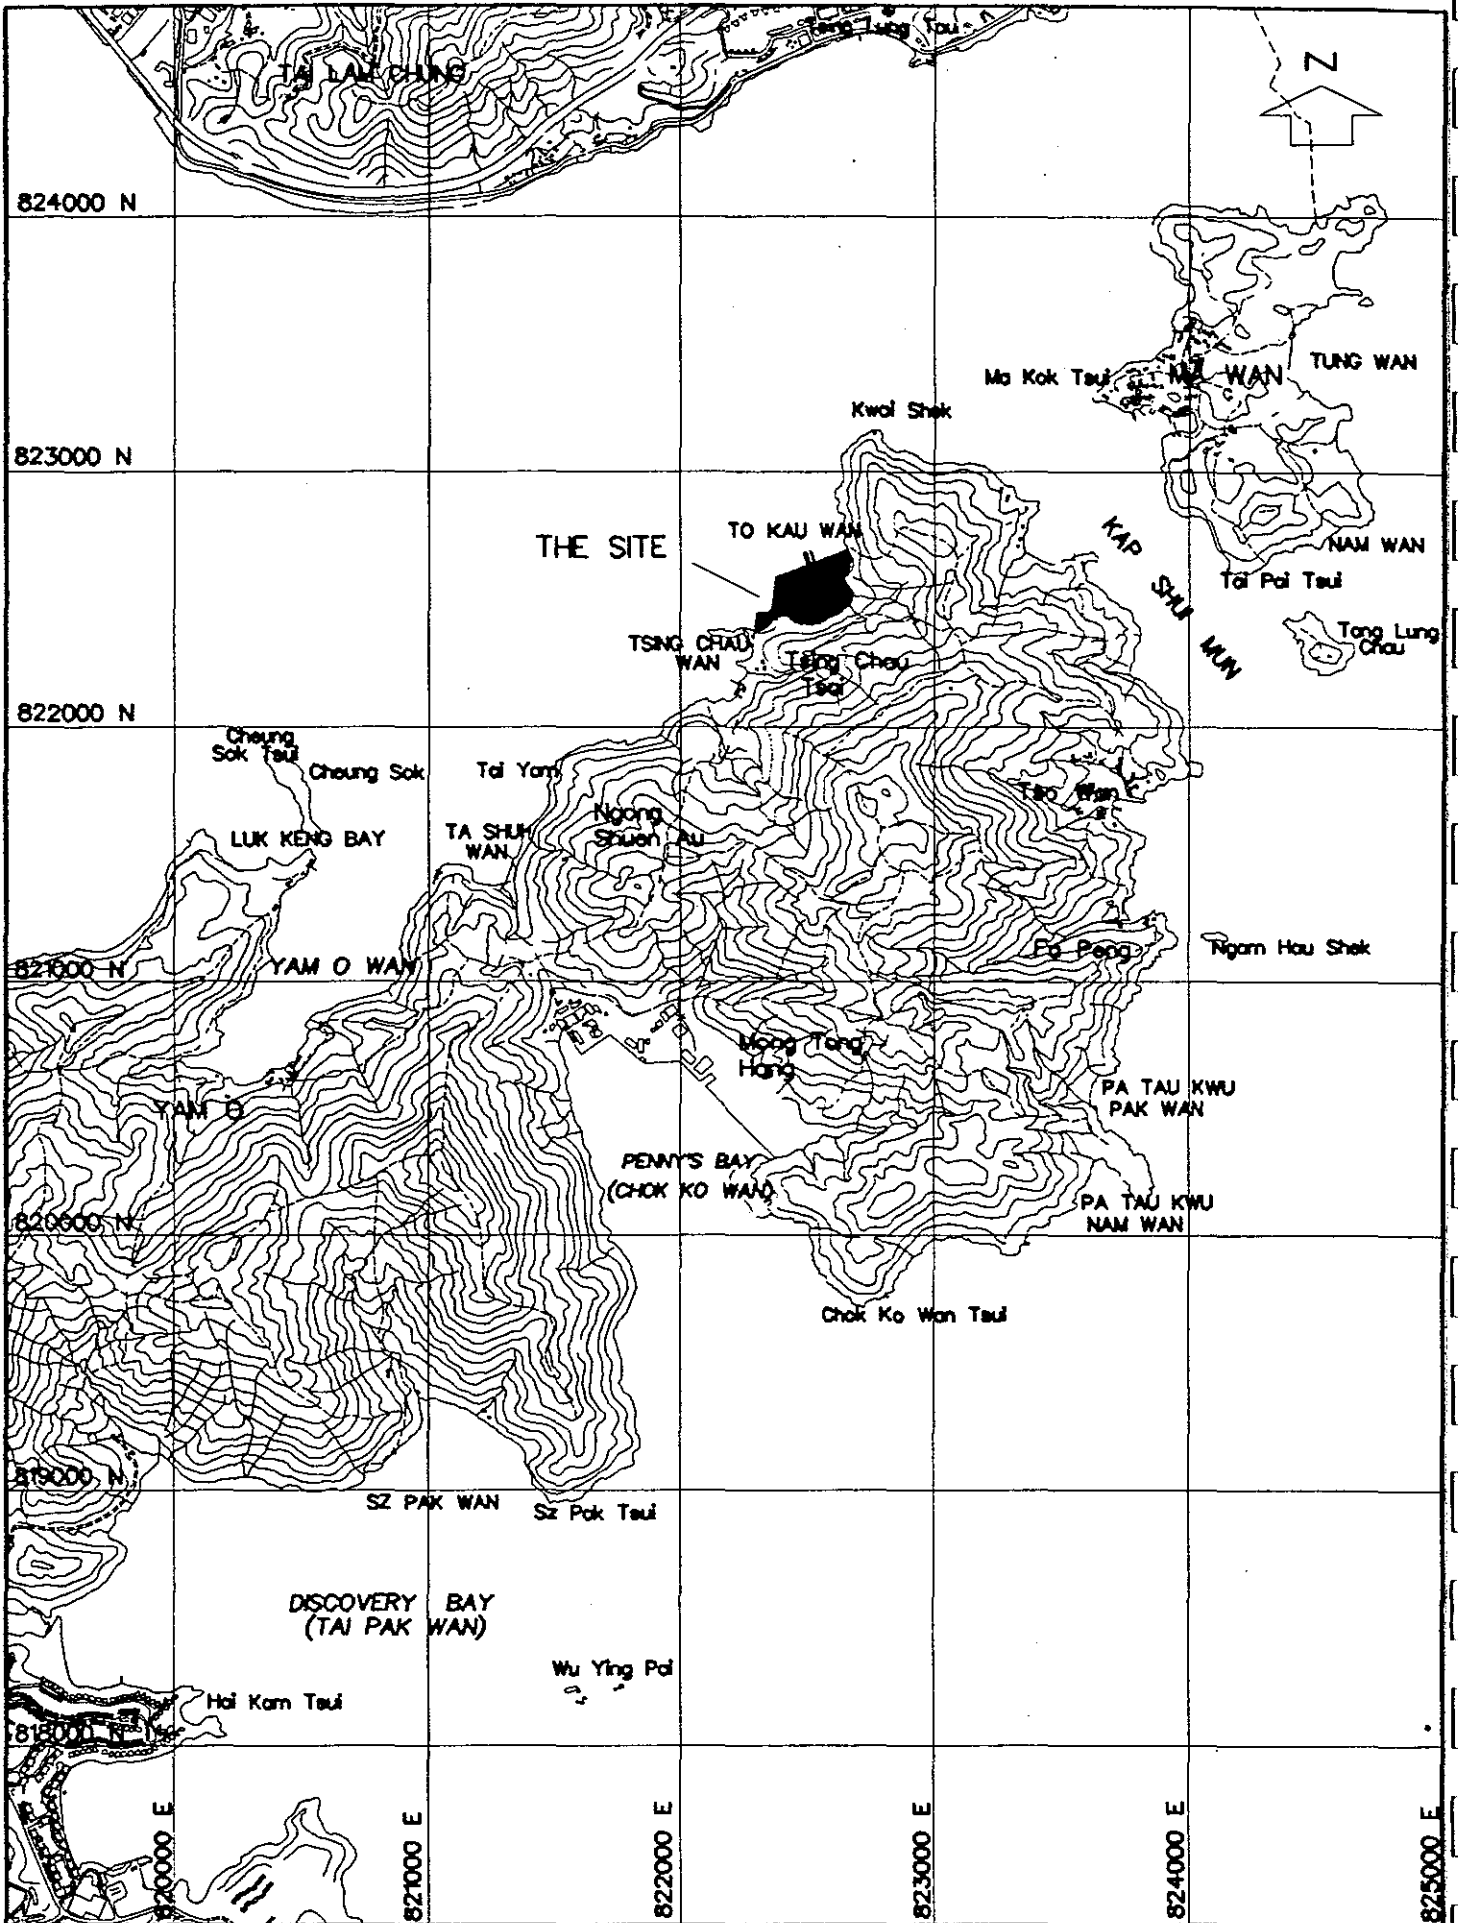 Tsing Lung Tau
TAI LAM CHUNG
N
824000 N
TUNG WAN
Ma Kok Tsui
MA WAN
Kwai Shek
823000 N
TO KAU WAN
THE SITE
KAP SHUI MUN
NAM WAN
Tai Pai Tsui
Tang Lung
Chau
TSING CHAU
WAN
Tsing Chau
Tsai
822000 N
Cheung
Sok Tsui
Cheung Sok
Tai Yam
Tso Wan
Ngong
Shuen Au
LUK KENG BAY
TA SHUH
WAN
Fa Peng
Ngam Hau Shek
821000 N
YAM O WAN
Mong Tong
Hang
PA TAU KWU
PAK WAN
YAM O
PENNY'S BAY
(CHOK KO WAN)
PA TAU KWU
NAM WAN
820000 N
Chok Ko Wan Tsui
819000 N
SZ PAK WAN
Sz Pak Tsui
DISCOVERY BAY
(TAI PAK WAN)
Wu Ying Pai
Hai Kam Tsui
818000 N
820000 E
821000 E
822000 E
823000 E
824000 E
825000 E